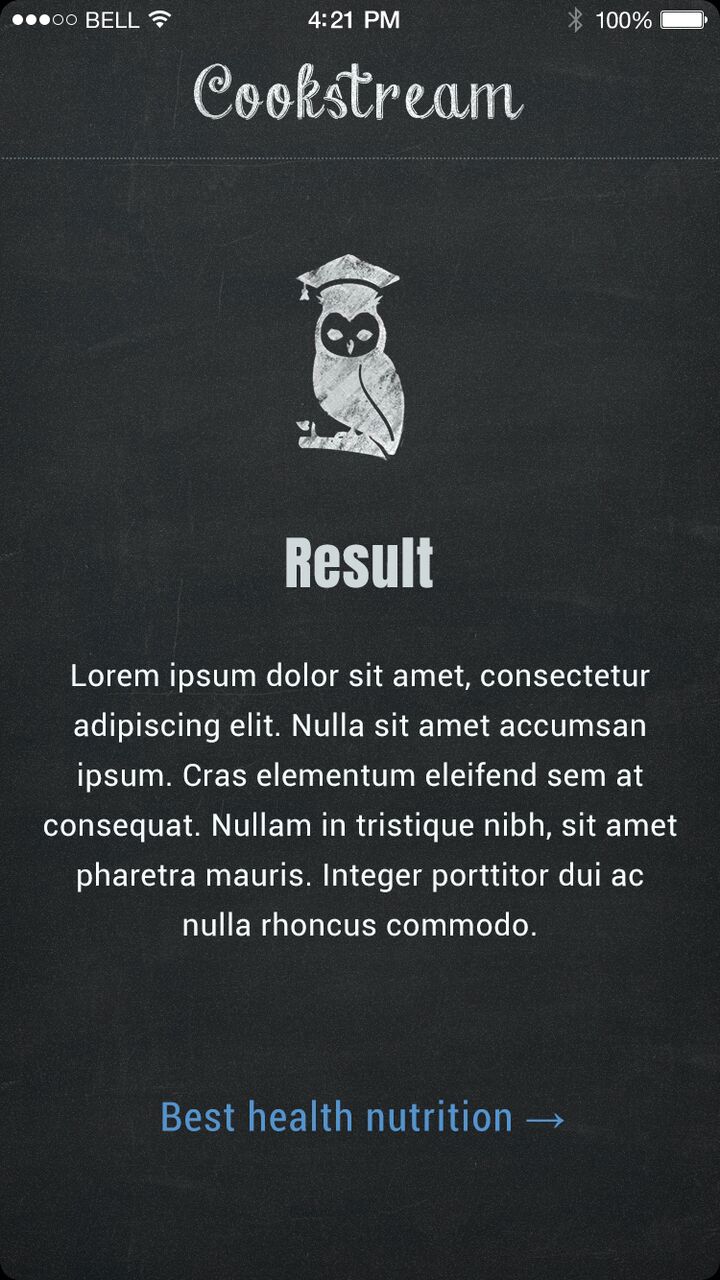 BELL 4:21 PM 100%
Cookstream
Result
Lorem ipsum dolor sit amet, consectetur
adipiscing elit. Nulla sit amet accumsan
ipsum. Cras elementum eleifend sem at
consequat. Nullam in tristique nibh, sit amet
pharetra mauris. Integer porttitor dui ac
nulla rhoncus commodo.
Best health nutrition →